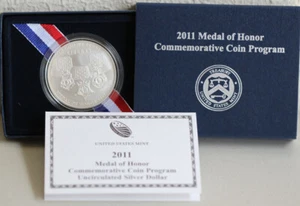 2011 Medal of Honor
Commemorative Coin Program
UNITED STATES MINT
2011
Medal of Honor
Commemorative Coin Program
Uncirculated Silver Dollar